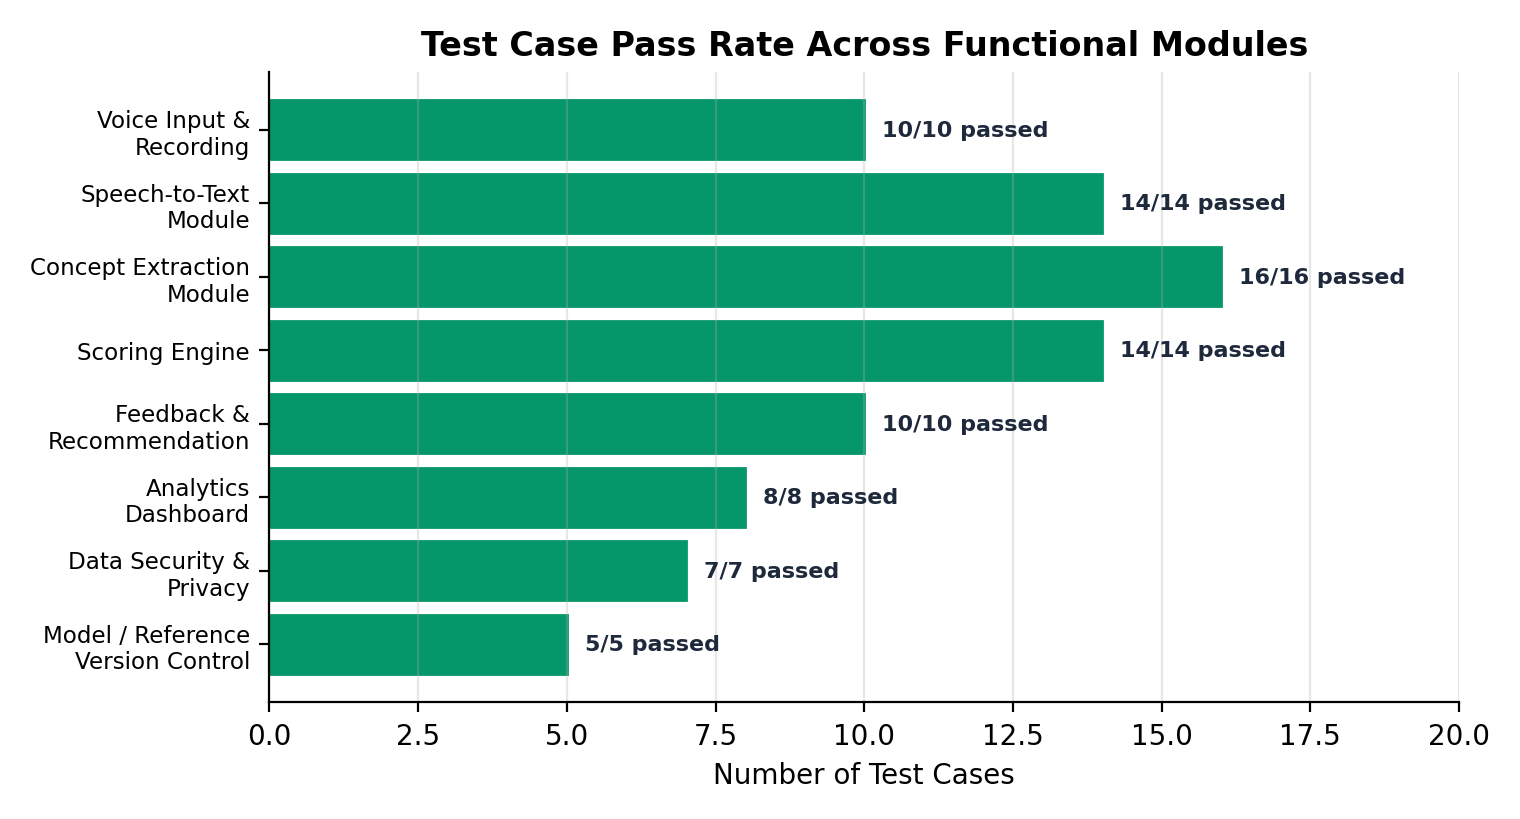 Test Case Pass Rate Across Functional Modules
Voice Input &
Recording
10/10 passed
Speech-to-Text
Module
14/14 passed
Concept Extraction
Module
16/16 passed
Scoring Engine
14/14 passed
Feedback &
Recommendation
10/10 passed
Analytics
Dashboard
8/8 passed
Data Security &
Privacy
7/7 passed
Model / Reference
Version Control
5/5 passed
0.0 2.5 5.0 7.5 10.0 12.5 15.0 17.5 20.0
Number of Test Cases